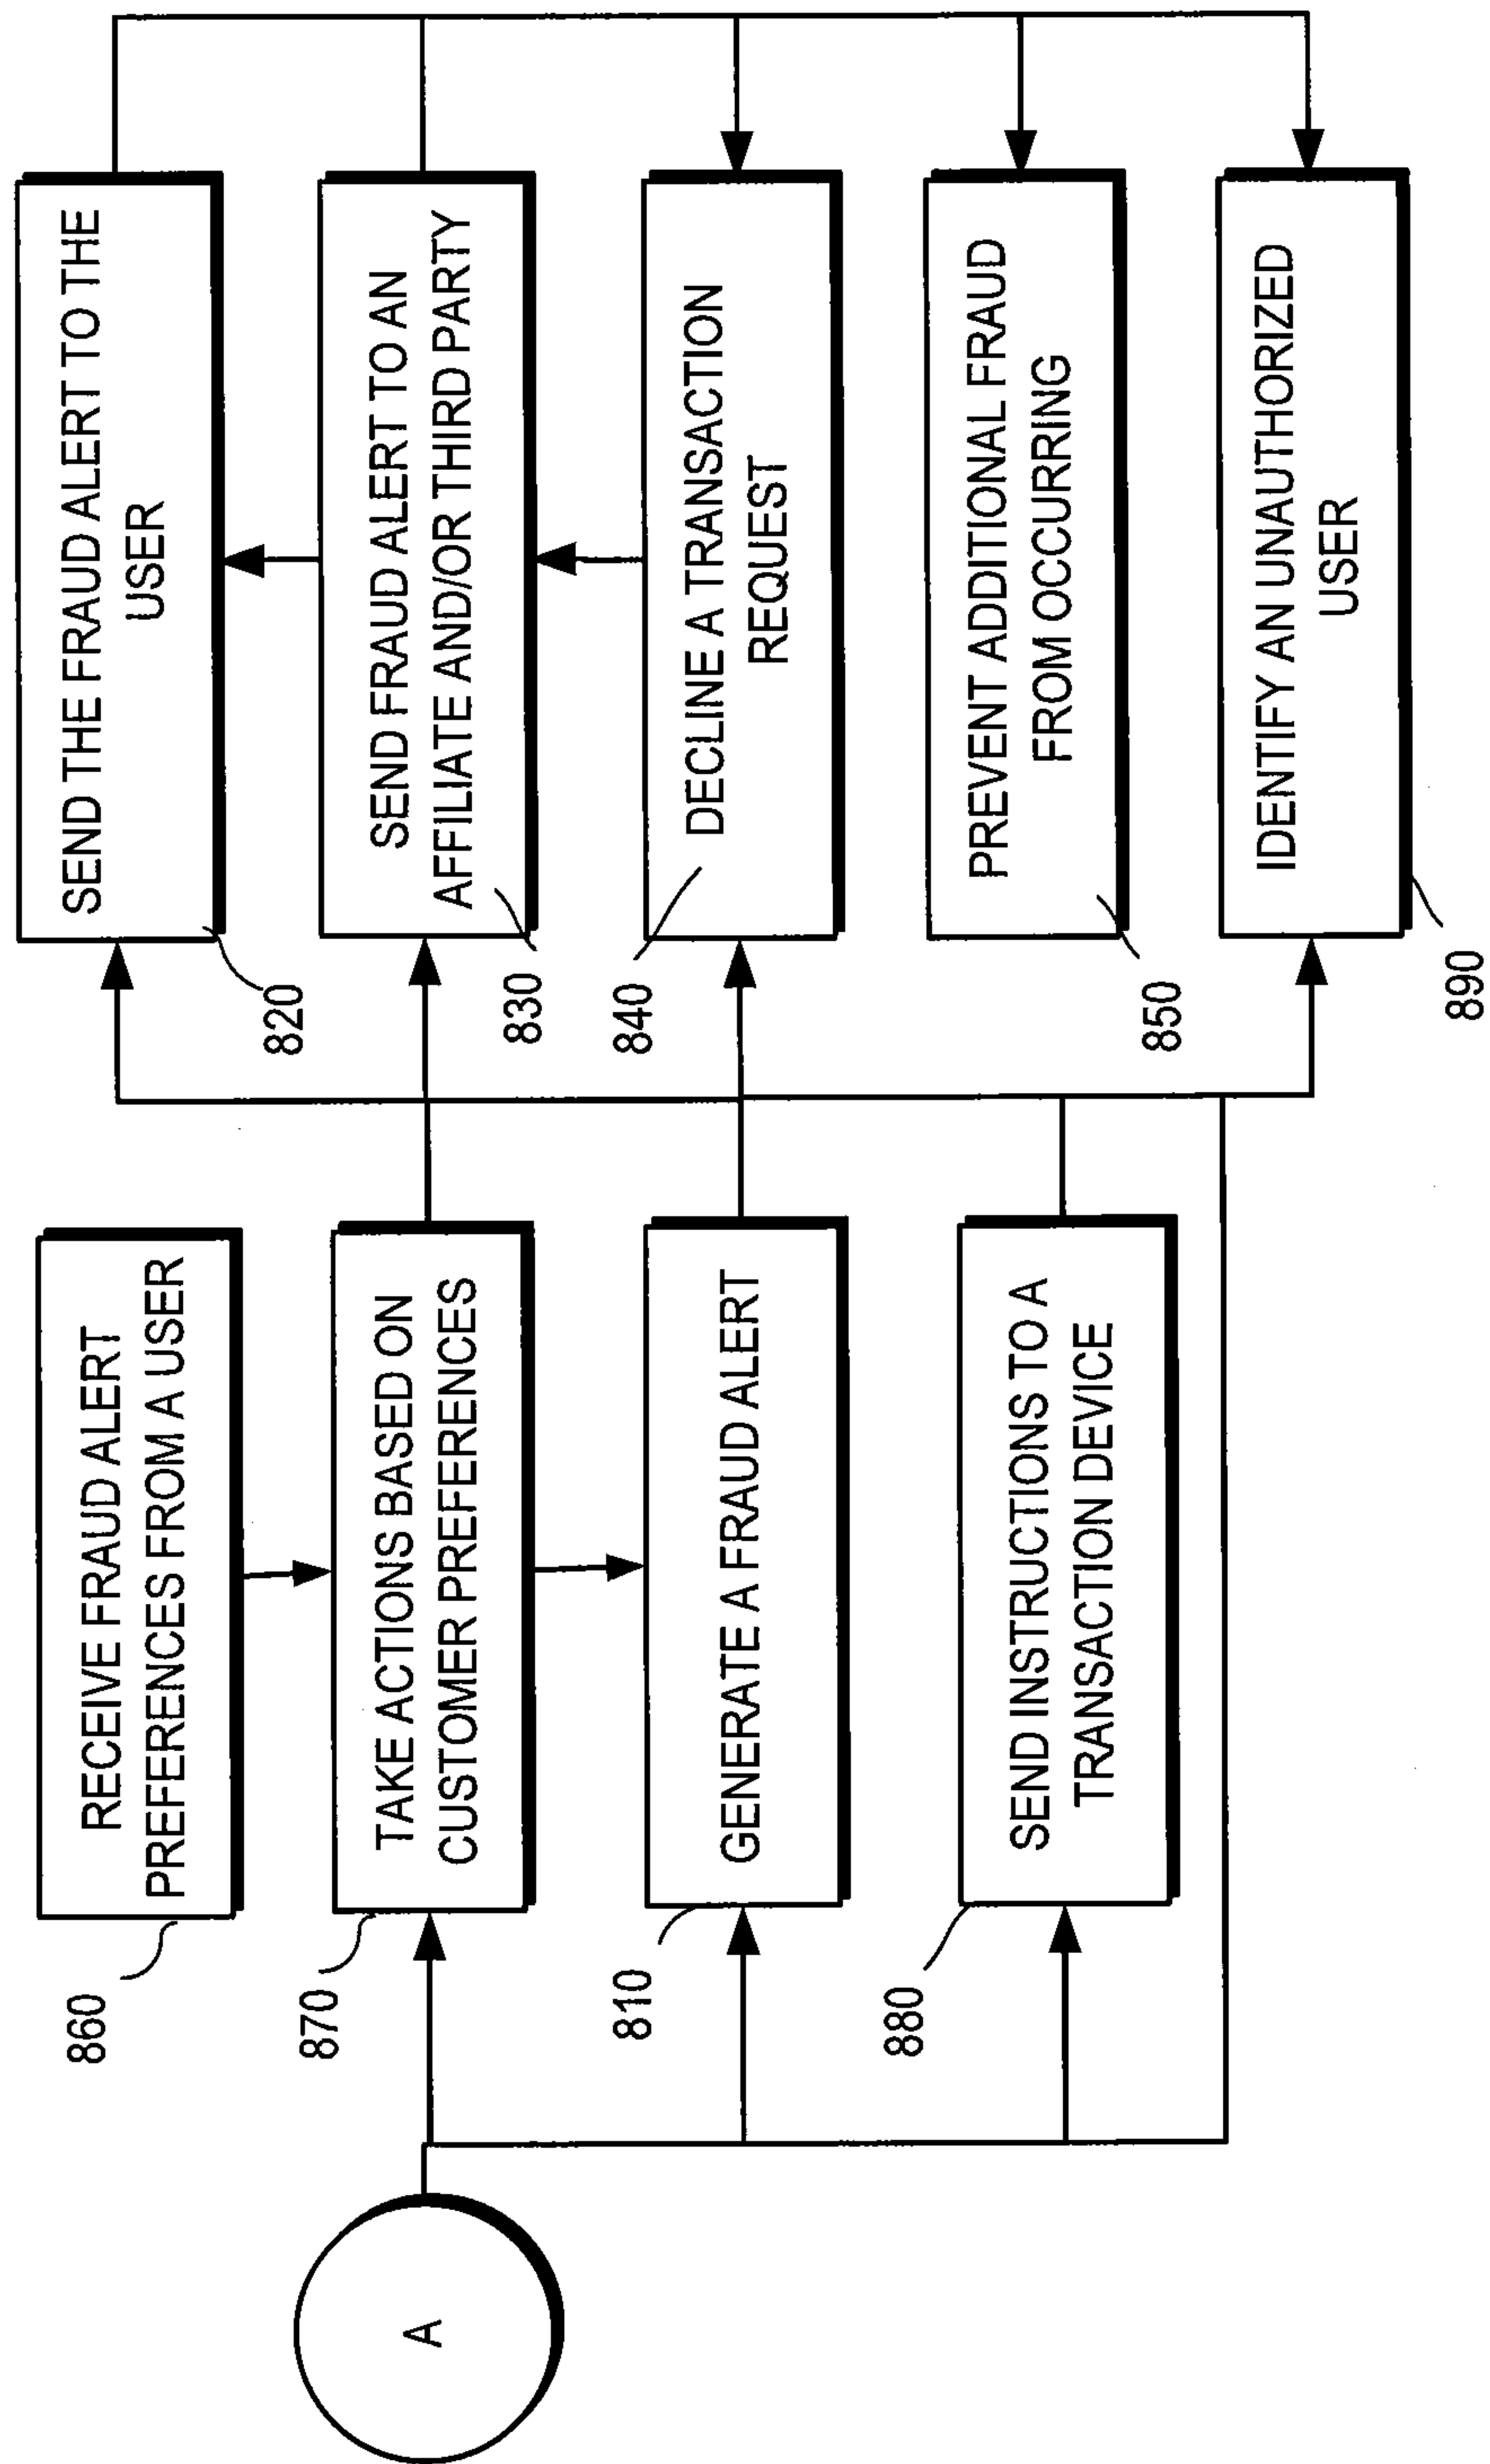 A
860
RECEIVE FRAUD ALERT
PREFERENCES FROM A USER
870
TAKE ACTIONS BASED ON
CUSTOMER PREFERENCES
810
GENERATE A FRAUD ALERT
880
SEND INSTRUCTIONS TO A
TRANSACTION DEVICE
820
SEND THE FRAUD ALERT TO THE
USER
830
SEND FRAUD ALERT TO AN
AFFILIATE AND/OR THIRD PARTY
840
DECLINE A TRANSACTION
REQUEST
850
PREVENT ADDITIONAL FRAUD
FROM OCCURRING
890
IDENTIFY AN UNAUTHORIZED
USER